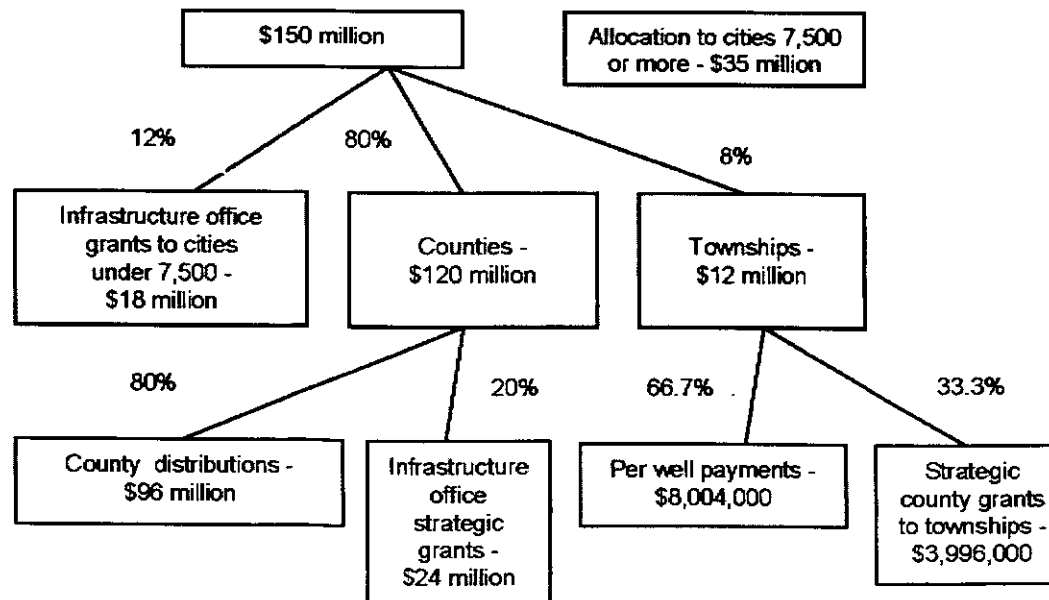 $150 million
Allocation to cities 7,500
or more - $35 million
12%
80%
8%
Infrastructure office
grants to cities
under 7,500 -
$18 million
Counties -
$120 million
Townships -
$12 million
80%
20%
66.7%
33.3%
County distributions -
$96 million
Infrastructure
office
strategic
grants -
$24 million
Per well payments -
$8,004,000
Strategic
county grants
to townships -
$3,996,000